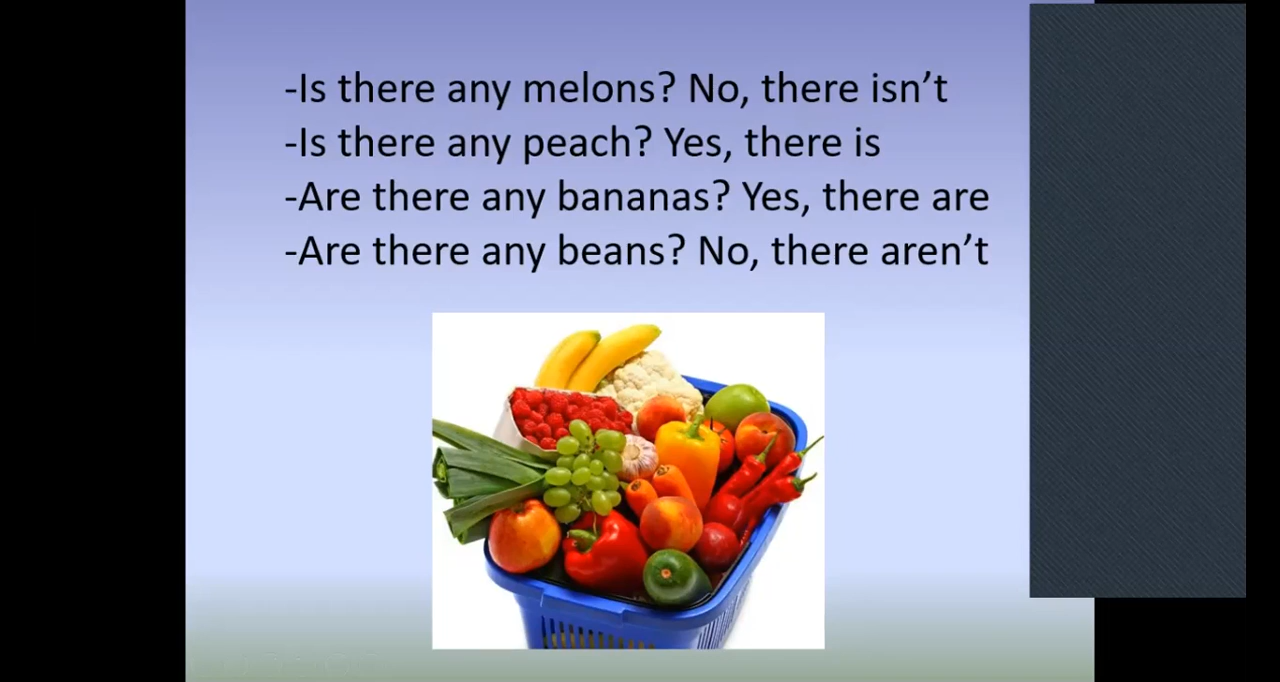 -Is there any melons? No, there isn’t
-Is there any peach? Yes, there is
-Are there any bananas? Yes, there are
-Are there any beans? No, there aren’t